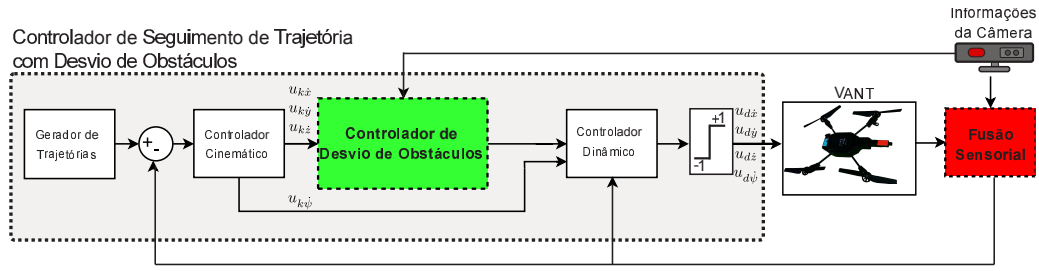 Informações
da Câmera
Controlador de Seguimento de Trajetória
com Desvio de Obstáculos
VANT
Gerador de
Trajetórias
+
-
Controlador
Cinemático
u_{kẋ}
u_{kẏ}
u_{kż}
u_{kψ̇}
Controlador de
Desvio de Obstáculos
Controlador
Dinâmico
+1
-1
u_{dẋ}
u_{dẏ}
u_{dż}
u_{dψ̇}
Fusão
Sensorial